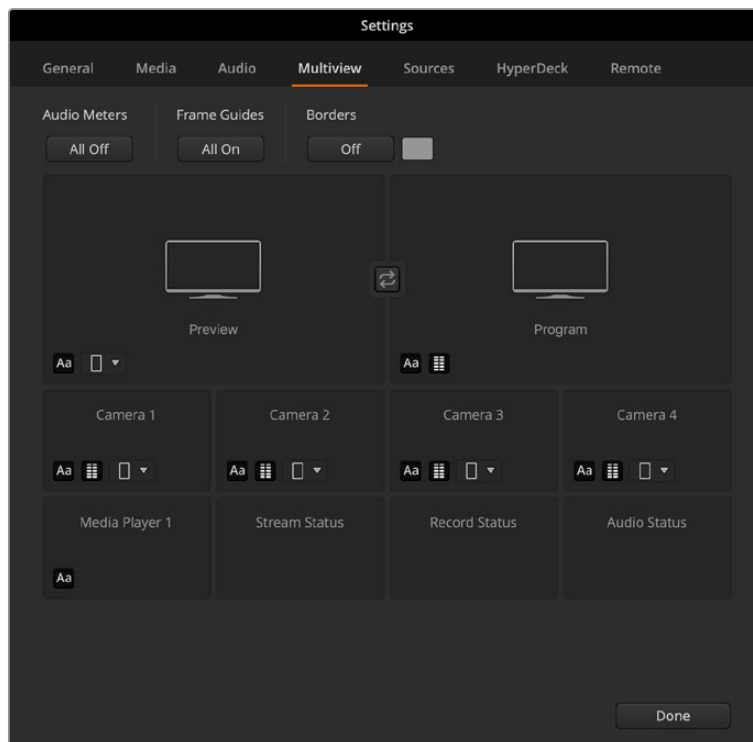 Settings
General Media Audio Multiview Sources HyperDeck Remote
Audio Meters Frame Guides Borders
All Off All On Off
Preview Program
Aa Aa
Camera 1 Camera 2 Camera 3 Camera 4
Aa Aa Aa Aa
Media Player 1 Stream Status Record Status Audio Status
Aa
Done